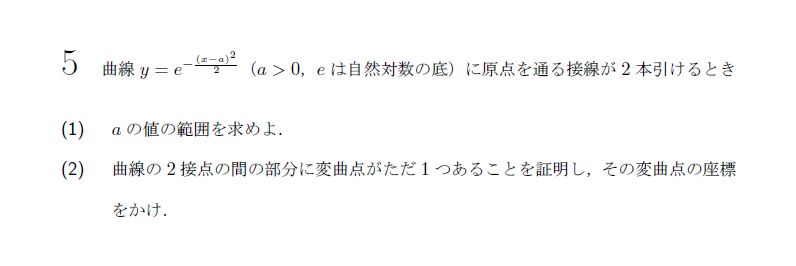 5 曲線 $y = e^{-\frac{(x-a)^2}{2}}$ （$a > 0$，$e$ は自然対数の底）に原点を通る接線が 2 本引けるとき
(1) $a$ の値の範囲を求めよ．
(2) 曲線の 2 接点の間の部分に変曲点がただ 1 つあることを証明し，その変曲点の座標
をかけ．